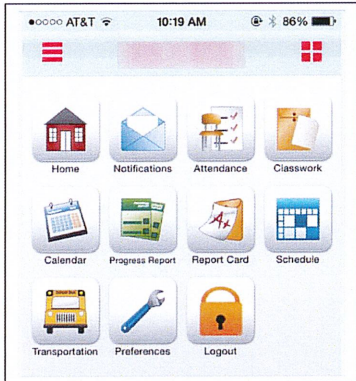 ●○○○○ AT&T 10:19 AM 86%
Home Notifications Attendance Classwork
Calendar Progress Report Report Card Schedule
Transportation Preferences Logout